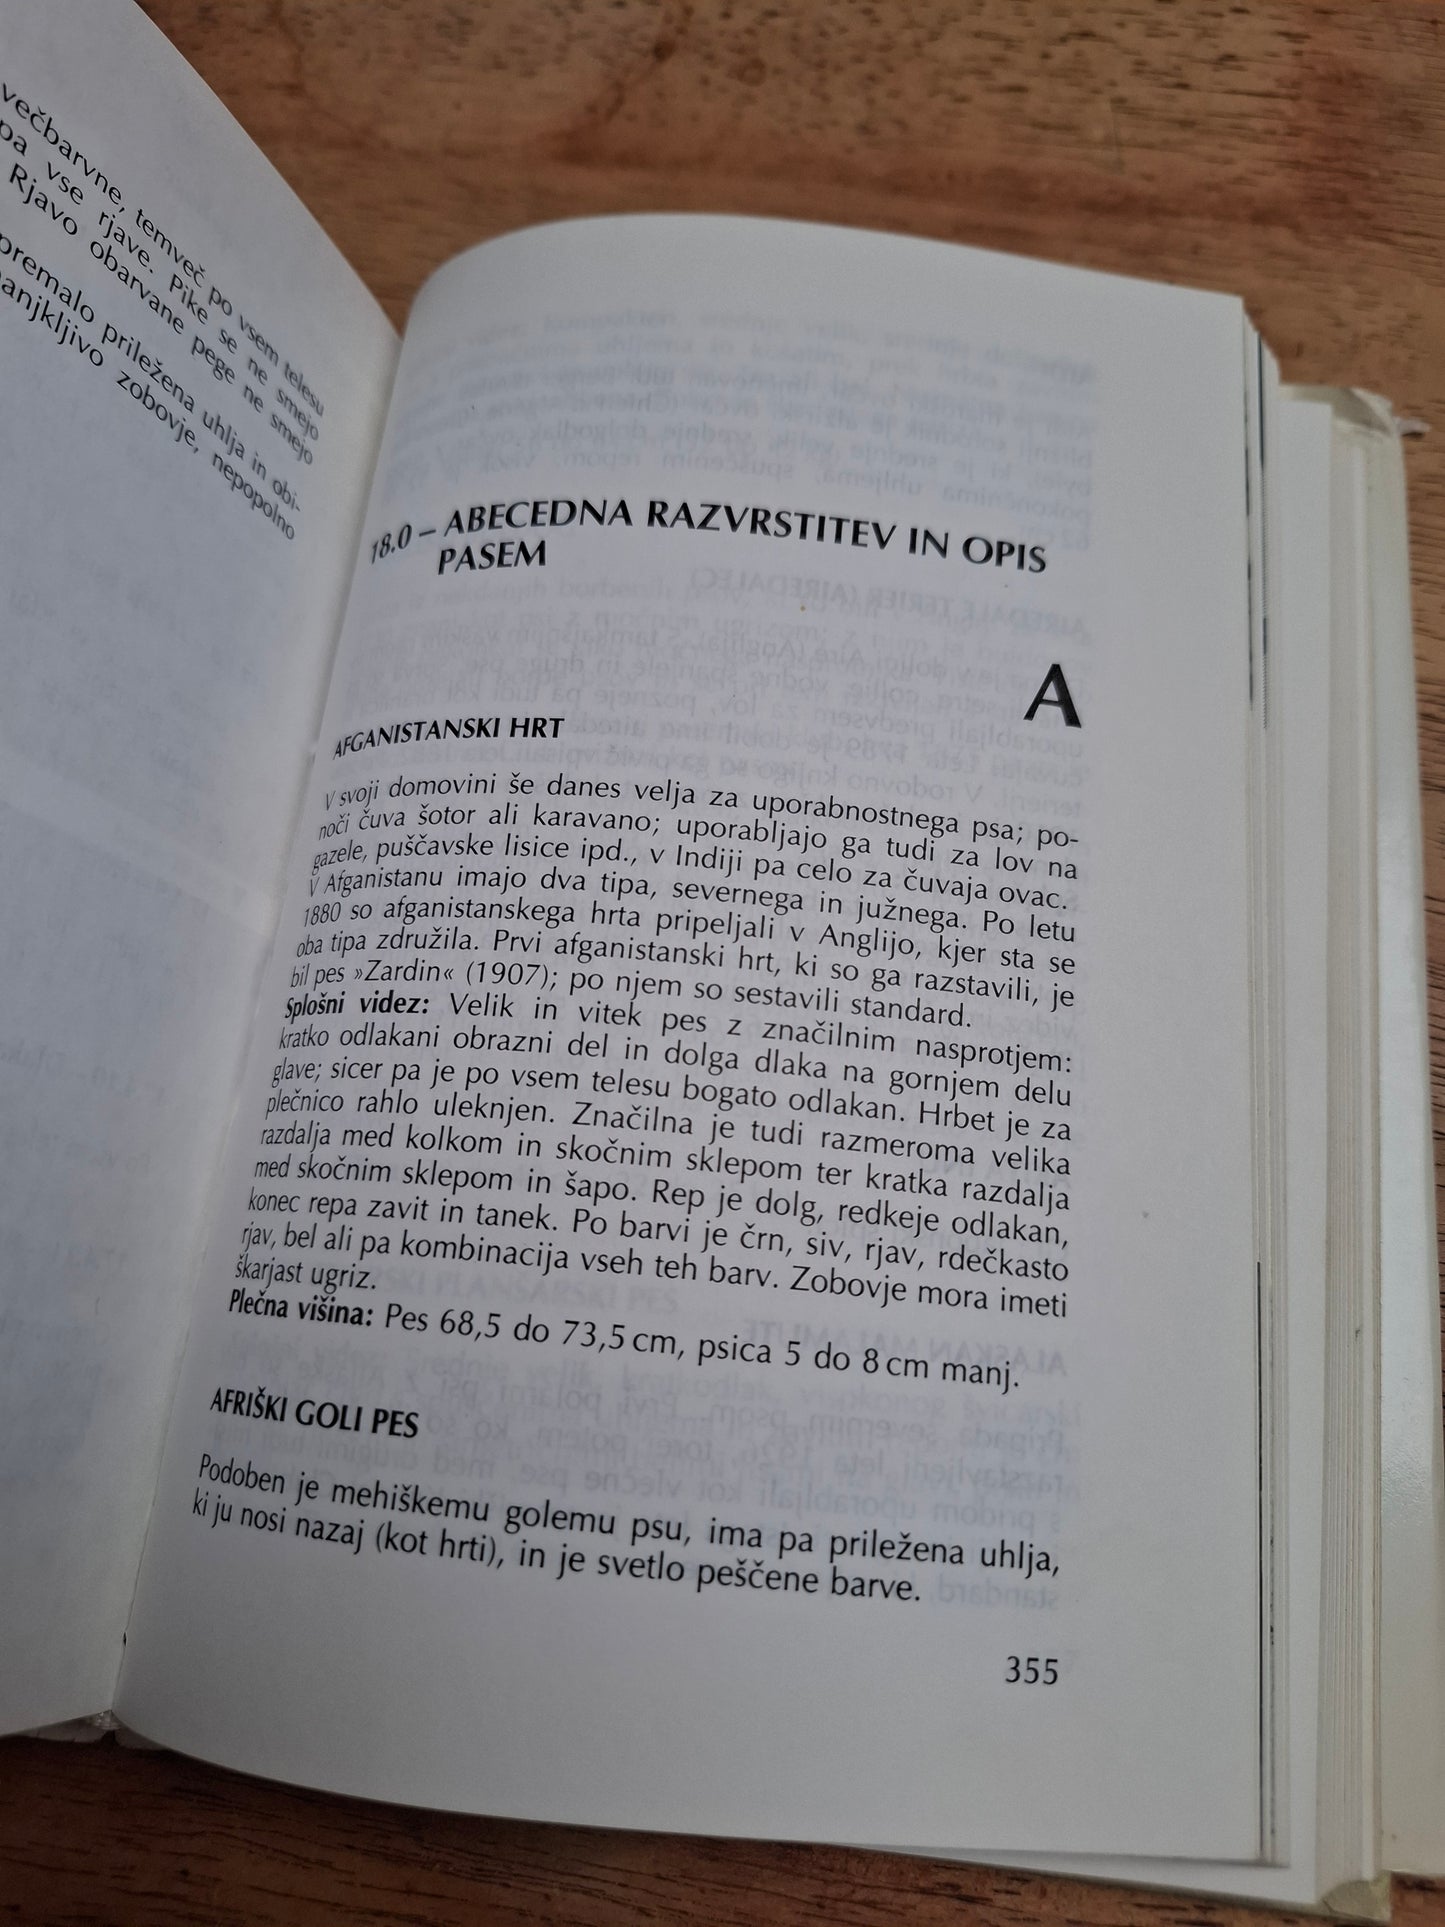 večbarvne, temveč po vsem telesu
pa vse rjave. Pike se ne smejo
Rjavo obarvane pege ne smejo
premalo priležena uhlja in obi-
zobovje, nepopolno
18.0 – ABECEDNA RAZVRSTITEV IN OPIS
PASEM
A
AFGANISTANSKI HRT
V svoji domovini še danes velja za uporabnostnega psa; po-
noči čuva šotor ali karavano; uporabljajo ga tudi za lov na
gazele, puščavske lisice ipd., v Indiji pa celo za čuvaja ovac.
V Afganistanu imajo dva tipa, severnega in južnega. Po letu
1880 so afganistanskega hrta pripeljali v Anglijo, kjer sta se
oba tipa združila. Prvi afganistanski hrt, ki so ga razstavili, je
bil pes »Zardin« (1907); po njem so sestavili standard.
Splošni videz: Velik in vitek pes z značilnim nasprotjem:
kratko odlakani obrazni del in dolga dlaka na gornjem delu
glave; sicer pa je po vsem telesu bogato odlakan. Hrbet je za
plečnico rahlo uleknjen. Značilna je tudi razmeroma velika
razdalja med kolkom in skočnim sklepom ter kratka razdalja
med skočnim sklepom in šapo. Rep je dolg, redkeje odlakan,
konec repa zavit in tanek. Po barvi je črn, siv, rjav, rdečkasto
rjav, bel ali pa kombinacija vseh teh barv. Zobovje mora imeti
škarjast ugriz.
Plečna višina: Pes 68,5 do 73,5 cm, psica 5 do 8 cm manj.
AFRIŠKI GOLI PES
Podoben je mehiškemu golemu psu, ima pa priležena uhlja,
ki ju nosi nazaj (kot hrti), in je svetlo peščene barve.
355